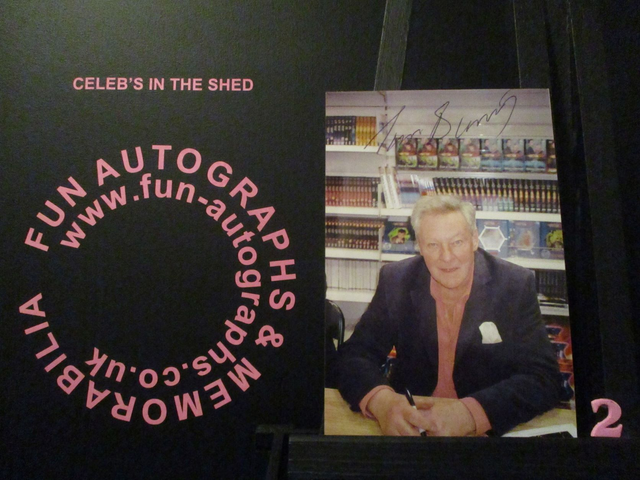 CELEB'S IN THE SHED
FUN AUTOGRAPHS & MEMORABILIA
www.fun-autographs.co.uk
2